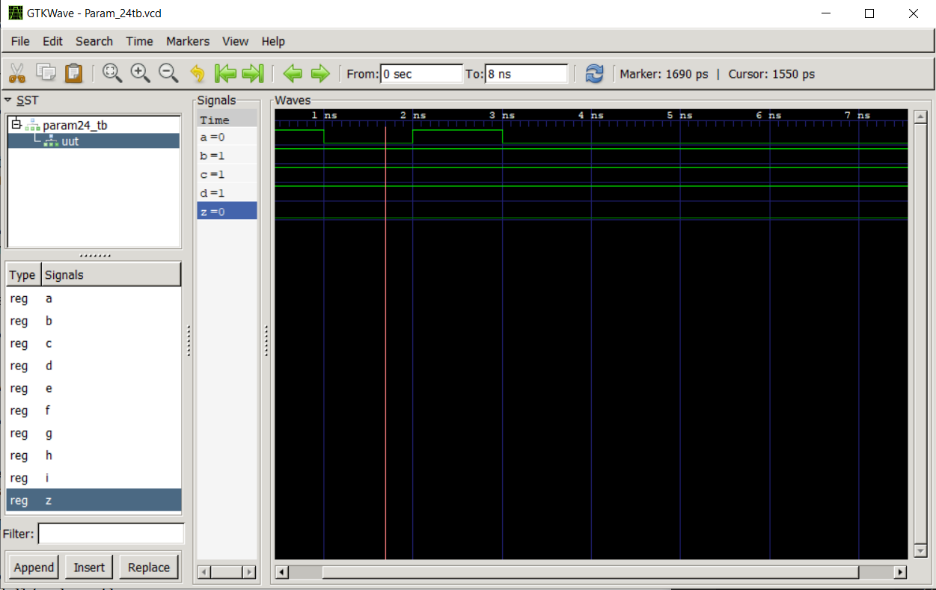 GTKWave - Param_24tb.vcd
File Edit Search Time Markers View Help
From: 0 sec To: 8 ns Marker: 1690 ps | Cursor: 1550 ps
SST
param24_tb
uut
Type Signals
reg a
reg b
reg c
reg d
reg e
reg f
reg g
reg h
reg i
reg z
Filter:
Append Insert Replace
Signals
Time
a =0
b =1
c =1
d =1
z =0
Waves
1 ns 2 ns 3 ns 4 ns 5 ns 6 ns 7 ns